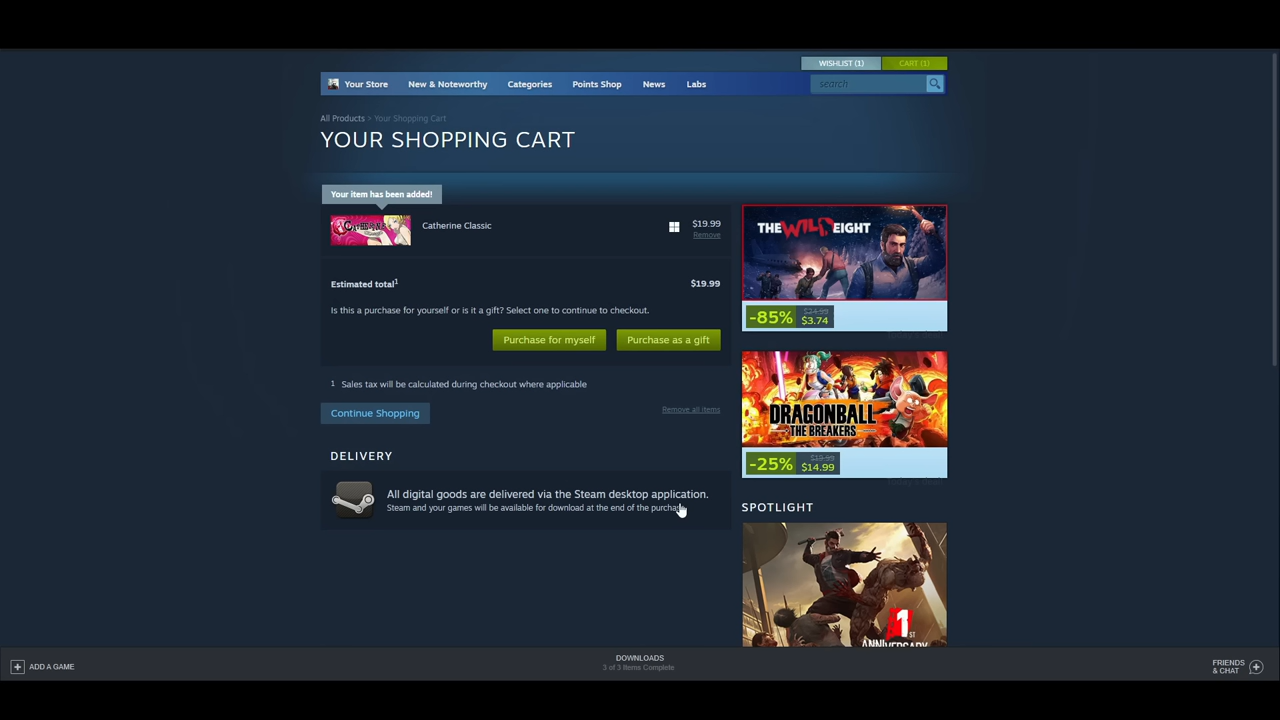 WISHLIST (1)
CART (1)
Your Store
New & Noteworthy
Categories
Points Shop
News
Labs
search
All Products > Your Shopping Cart
YOUR SHOPPING CART
Your item has been added!
CATHERINE
Catherine Classic
$19.99
Remove
Estimated total1
$19.99
Is this a purchase for yourself or is it a gift? Select one to continue to checkout.
Purchase for myself
Purchase as a gift
1 Sales tax will be calculated during checkout where applicable
Continue Shopping
Remove all items
DELIVERY
All digital goods are delivered via the Steam desktop application.
Steam and your games will be available for download at the end of the purchase.
THE WILD EIGHT
-85%
$24.99
$3.74
DRAGONBALL
THE BREAKERS
-25%
$19.99
$14.99
SPOTLIGHT
1ST
ANNIVERSARY
ADD A GAME
DOWNLOADS
3 of 3 Items Complete
FRIENDS
& CHAT